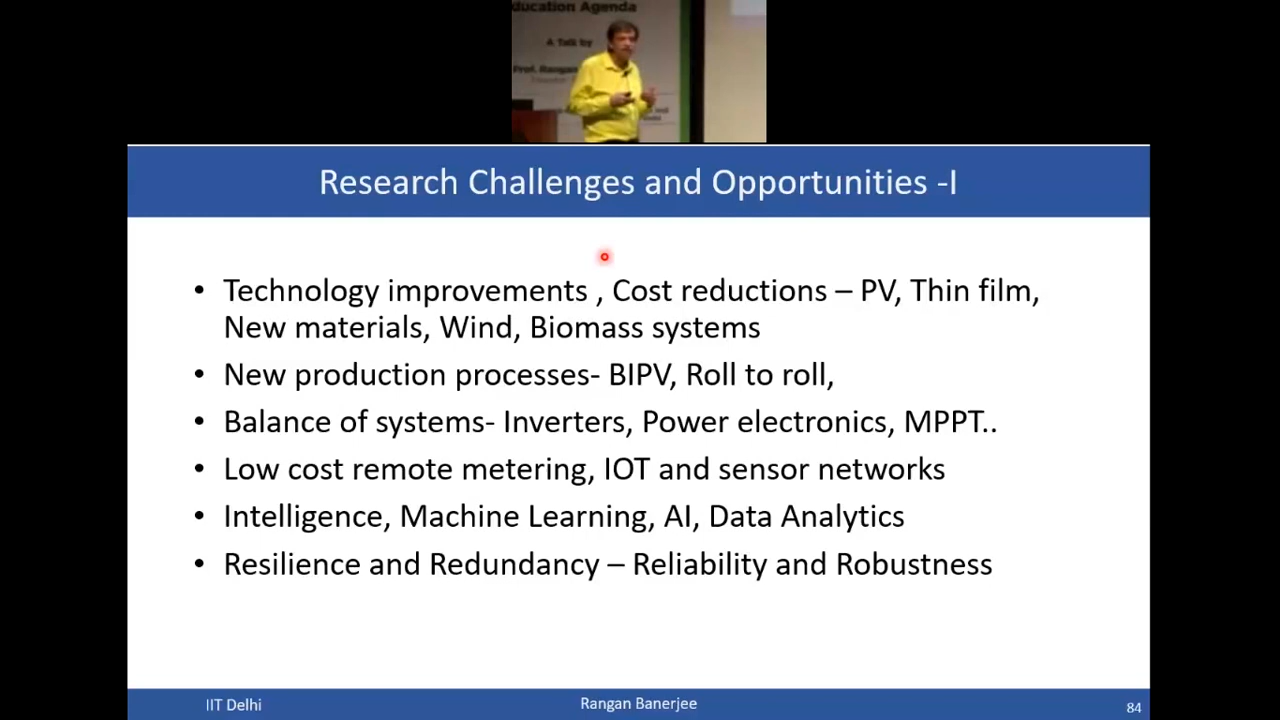 ducation Agenda
A Talk by
Prof. Rangan
Research Challenges and Opportunities -I
• Technology improvements , Cost reductions – PV, Thin film,
New materials, Wind, Biomass systems
• New production processes- BIPV, Roll to roll,
• Balance of systems- Inverters, Power electronics, MPPT..
• Low cost remote metering, IOT and sensor networks
• Intelligence, Machine Learning, AI, Data Analytics
• Resilience and Redundancy – Reliability and Robustness
IIT Delhi
Rangan Banerjee
84